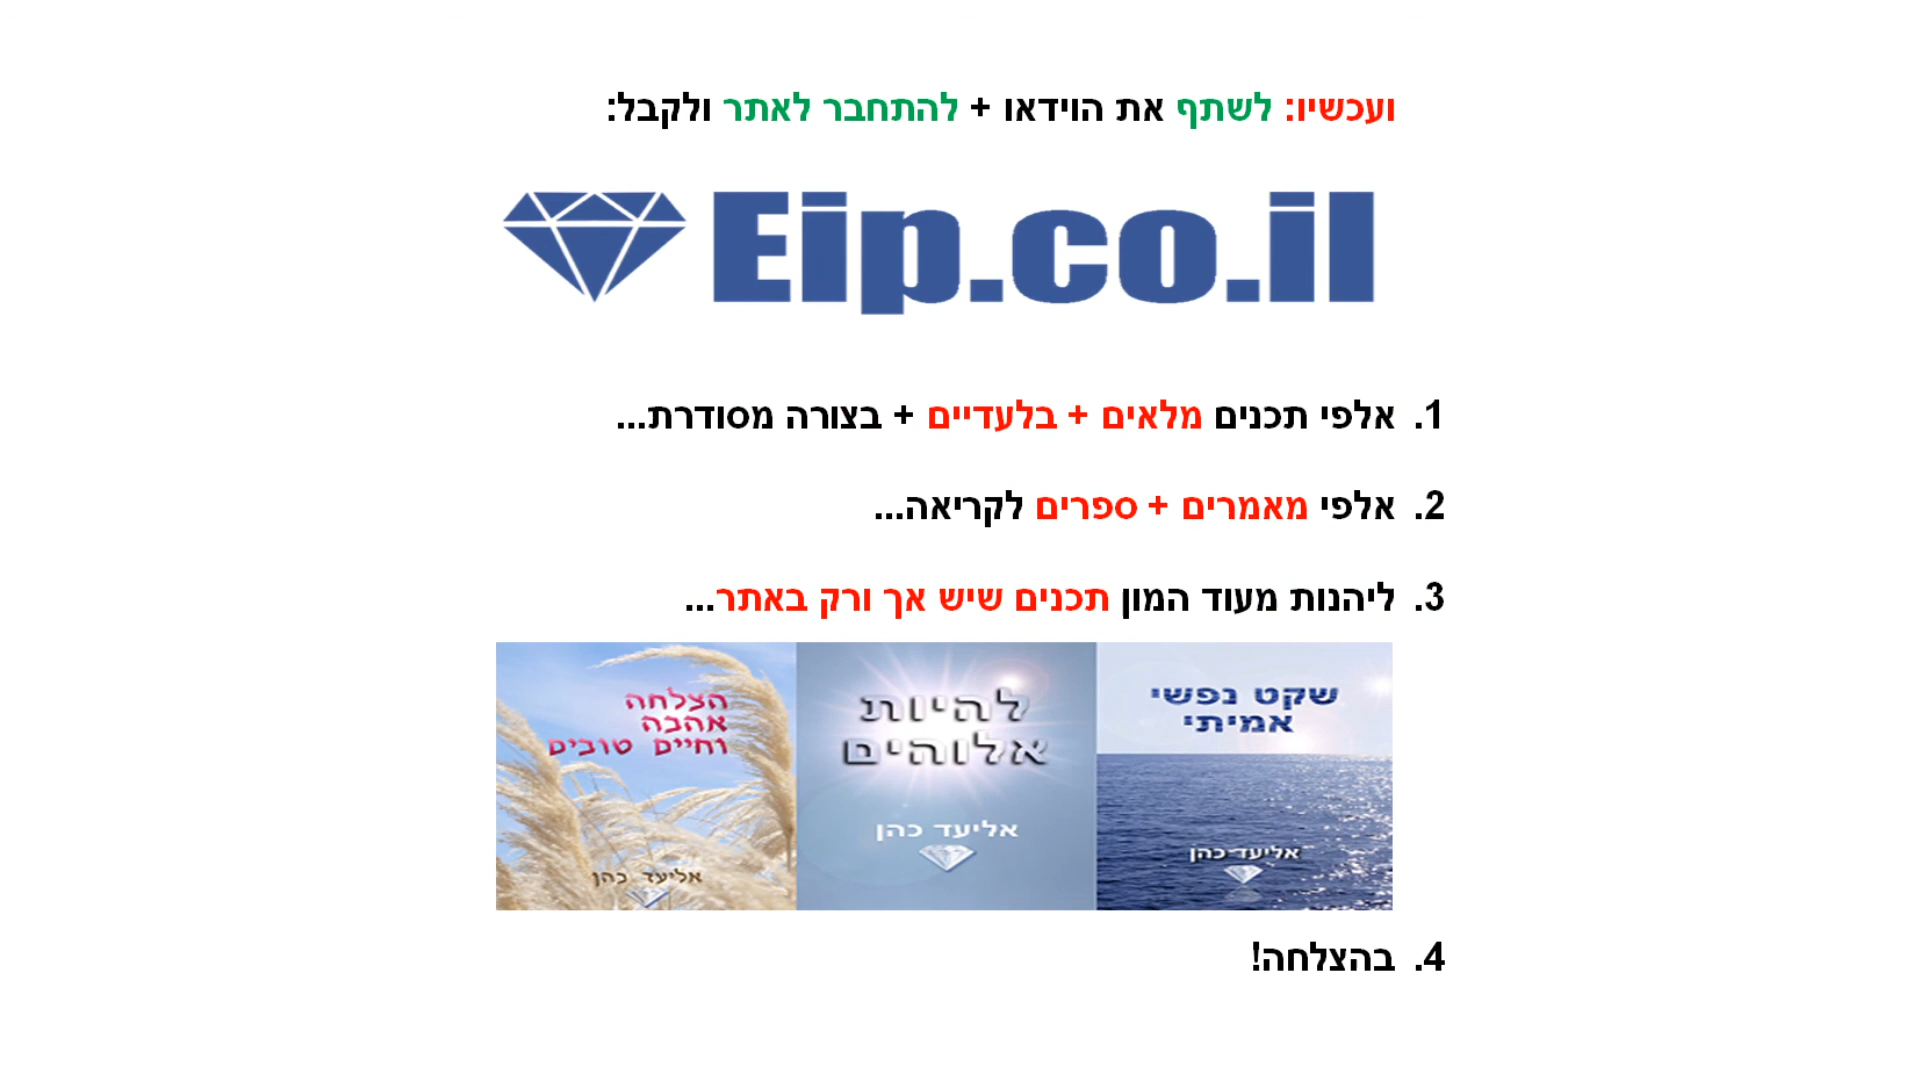 ועכשיו: לשתף את הוידאו + להתחבר לאתר ולקבל:
Eip.co.il
1. אלפי תכנים מלאים + בלעדיים + בצורה מסודרת...
2. אלפי מאמרים + ספרים לקריאה...
3. ליהנות מעוד המון תכנים שיש אך ורק באתר...
שקט נפשי
אמיתי
אליעד כהן
להיות
אלוהים
אליעד כהן
הצלחה
אהבה
וחיים טובים
אליעד כהן
4. בהצלחה!